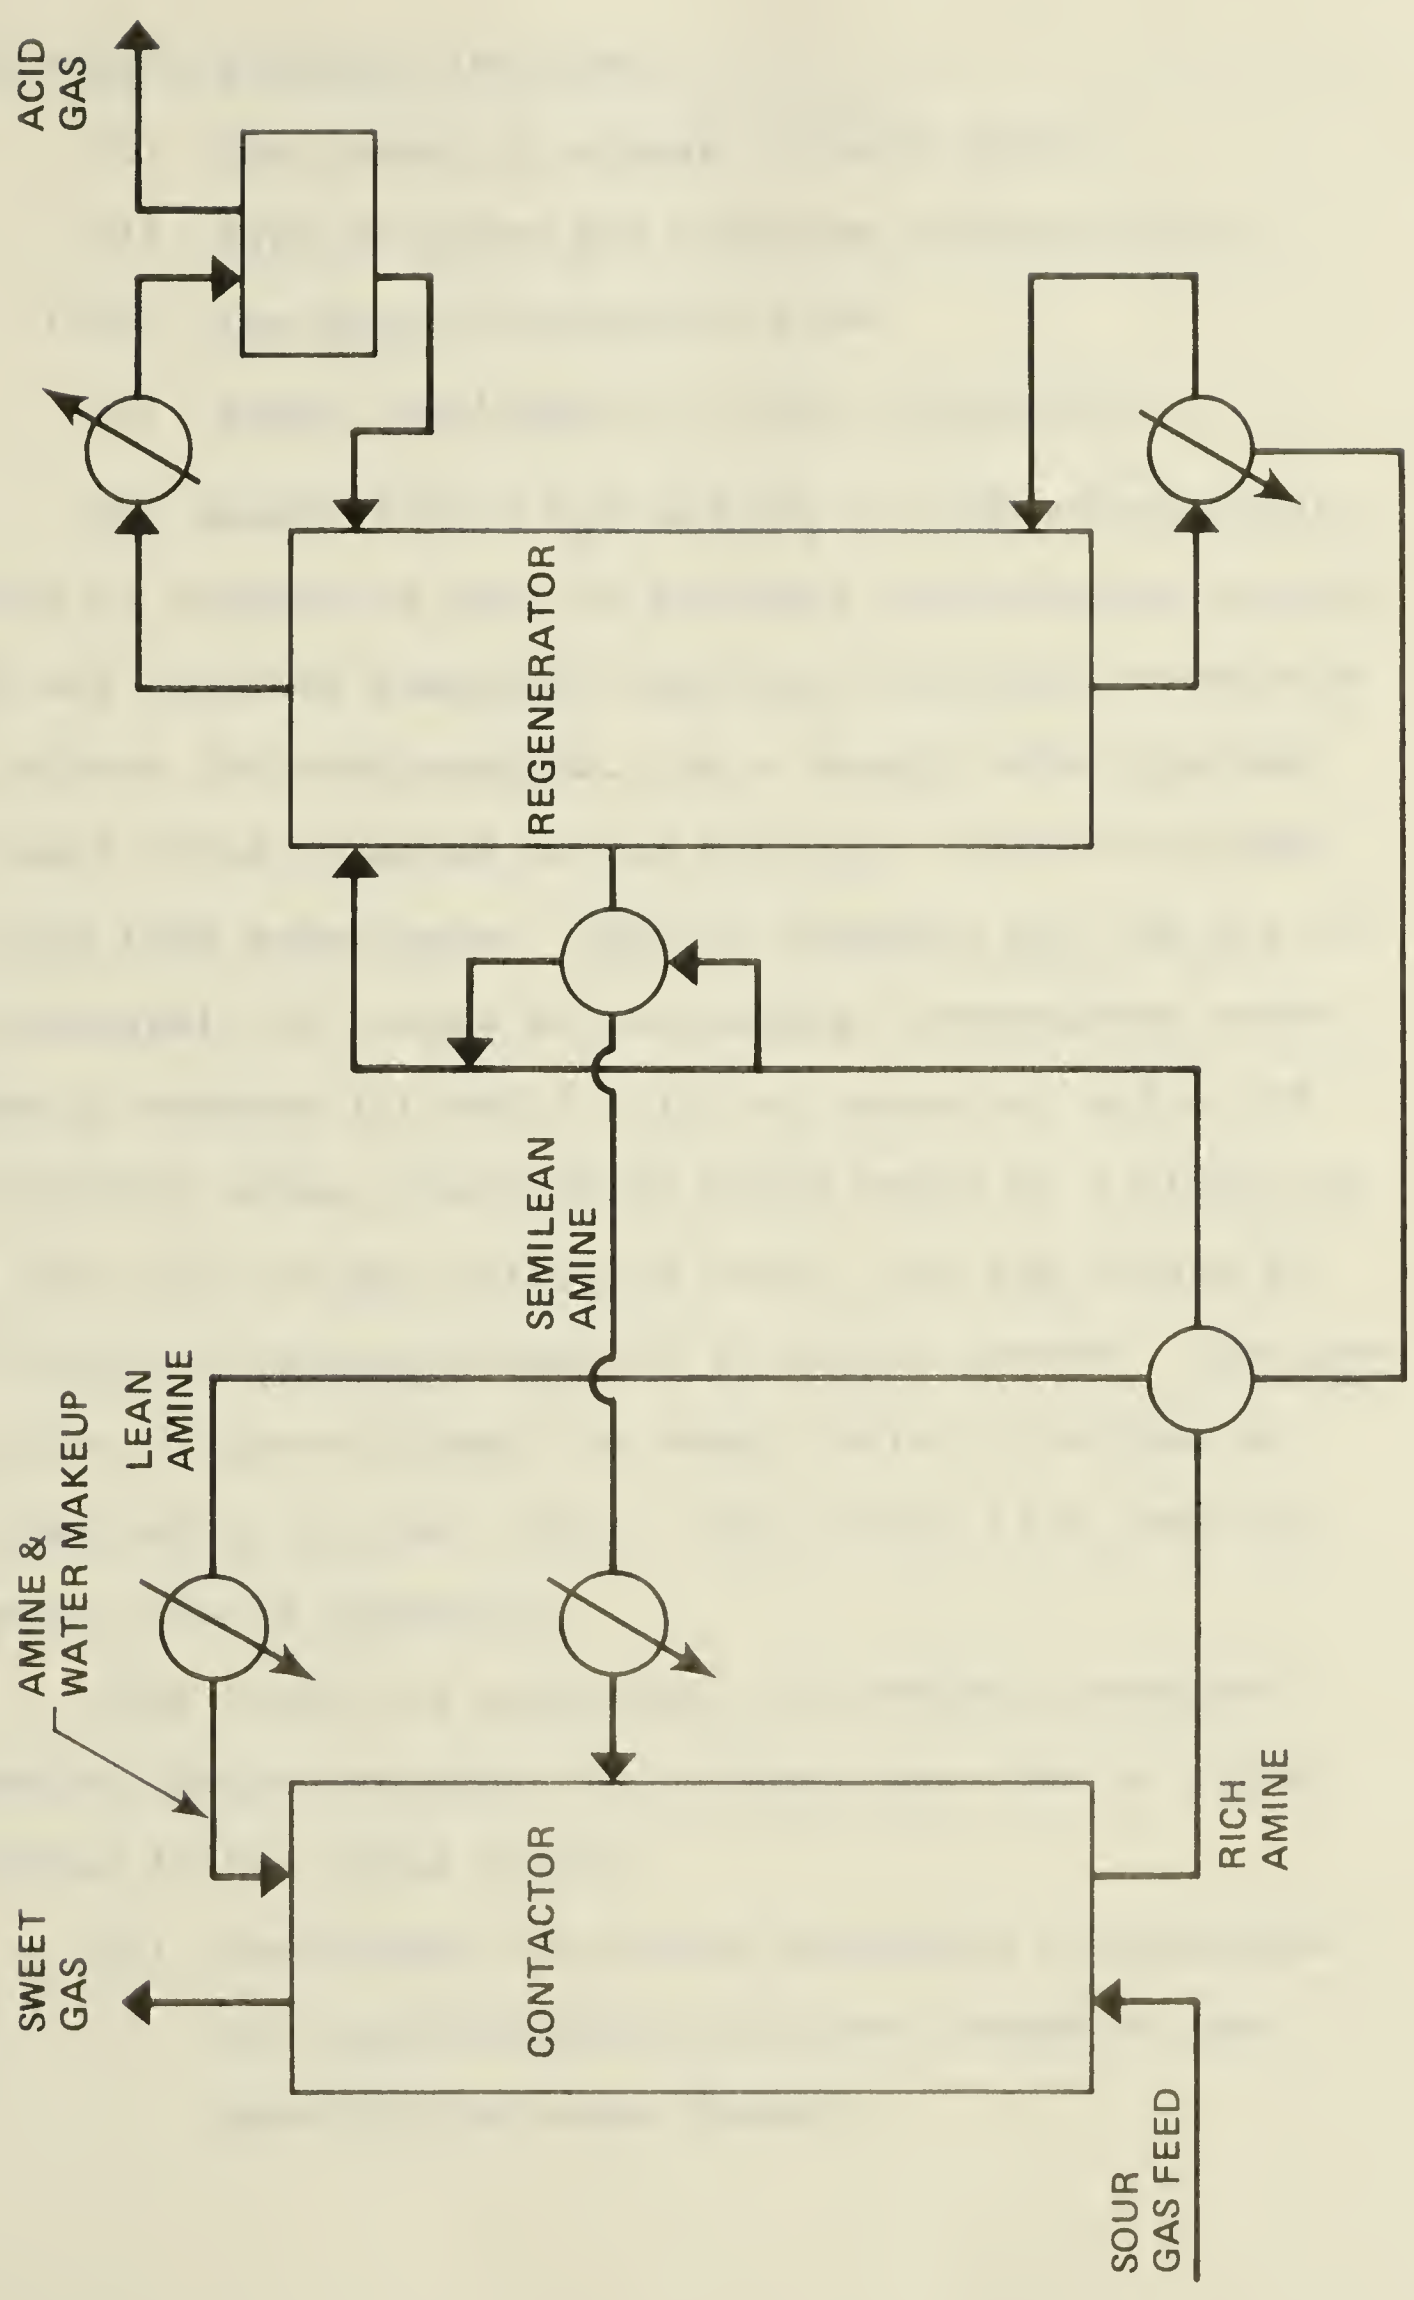 SWEET
GAS
AMINE &
WATER MAKEUP
LEAN
AMINE
ACID
GAS
CONTACTOR
SEMILEAN
AMINE
REGENERATOR
SOUR
GAS FEED
RICH
AMINE